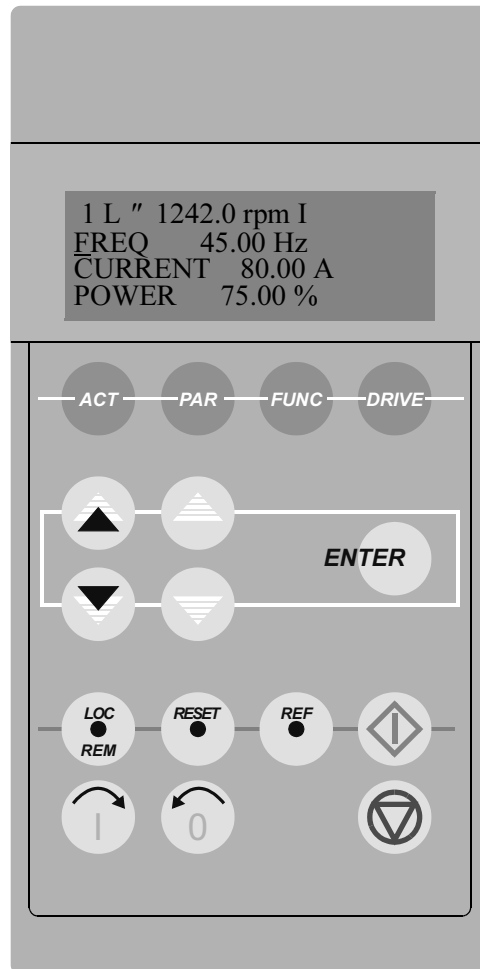 1 L " 1242.0 rpm I
FREQ 45.00 Hz
CURRENT 80.00 A
POWER 75.00 %
ACT PAR FUNC DRIVE
ENTER
LOC RESET REF
REM
I 0